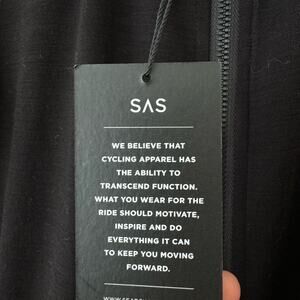 SAS
WE BELIEVE THAT
CYCLING APPAREL HAS
THE ABILITY TO
TRANSCEND FUNCTION.
WHAT YOU WEAR FOR THE
RIDE SHOULD MOTIVATE,
INSPIRE AND DO
EVERYTHING IT CAN
TO KEEP YOU MOVING
FORWARD.